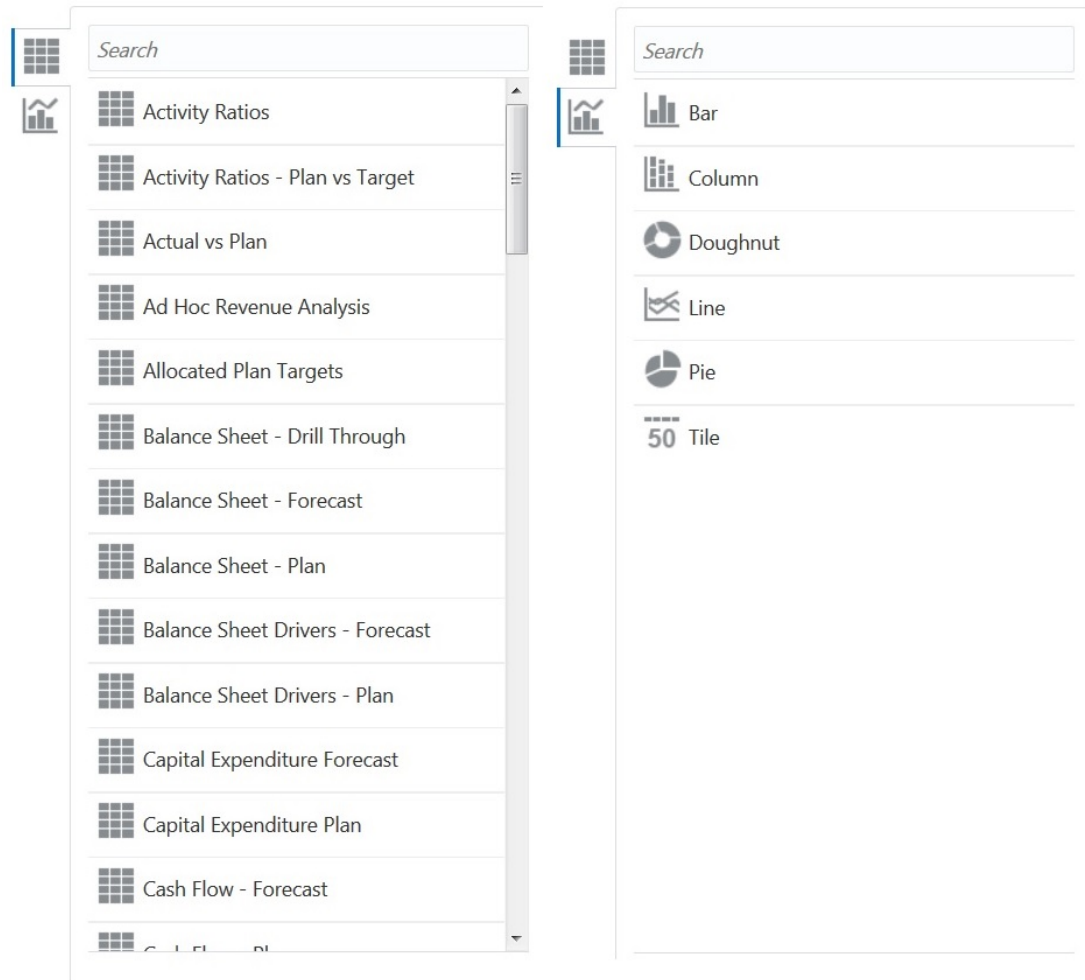 Search
Activity Ratios
Activity Ratios - Plan vs Target
Actual vs Plan
Ad Hoc Revenue Analysis
Allocated Plan Targets
Balance Sheet - Drill Through
Balance Sheet - Forecast
Balance Sheet - Plan
Balance Sheet Drivers - Forecast
Balance Sheet Drivers - Plan
Capital Expenditure Forecast
Capital Expenditure Plan
Cash Flow - Forecast
Search
Bar
Column
Doughnut
Line
Pie
50 Tile